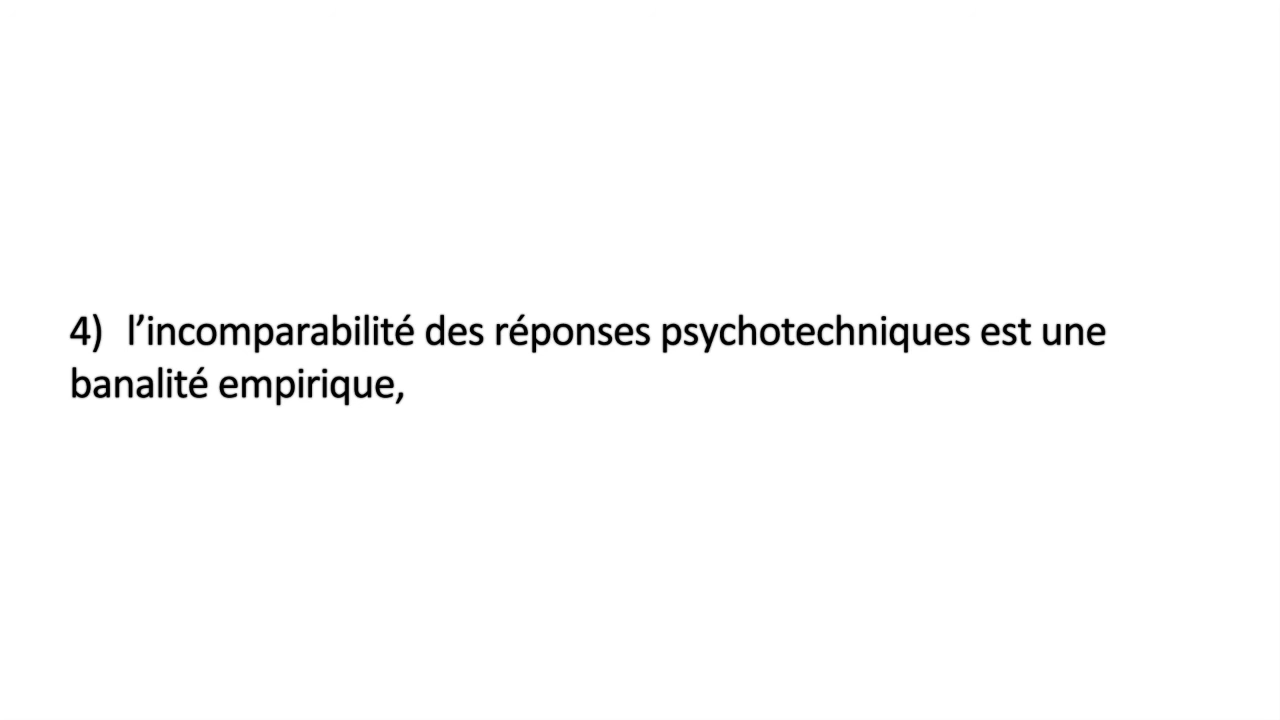 4) l’incomparabilité des réponses psychotechniques est une
banalité empirique,